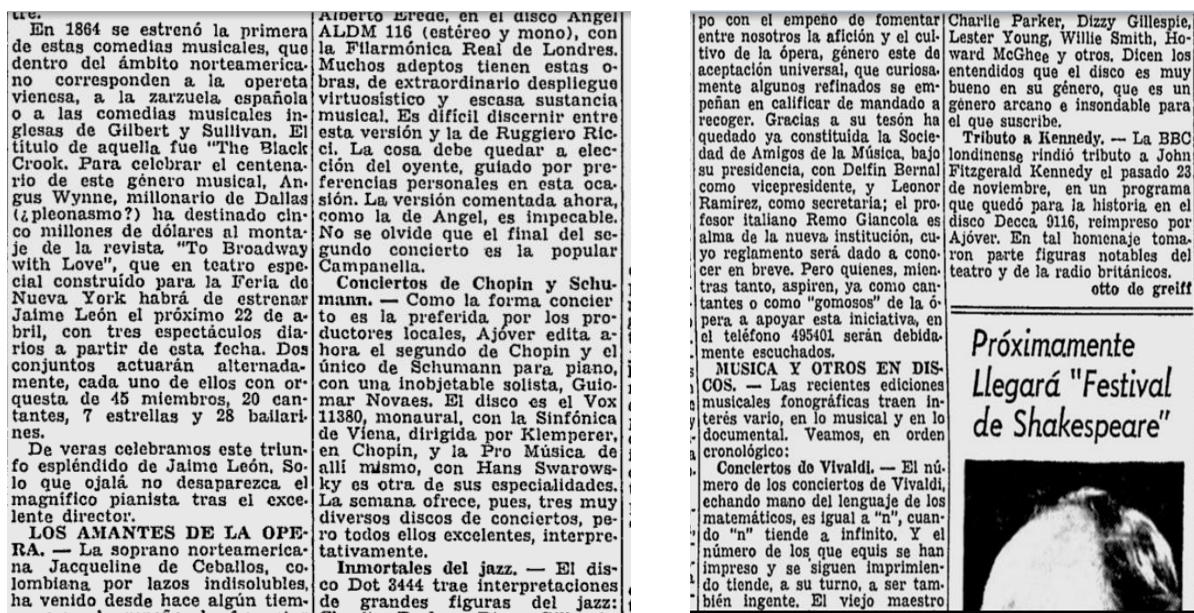 tre.
En 1864 se estrenó la primera
de estas comedias musicales, que
dentro del ámbito norteamerica-
no corresponden a la opereta
vienesa, a la zarzuela española
o a las comedias musicales in-
glesas de Gilbert y Sullivan. El
título de aquella fue "The Black
Crook. Para celebrar el centena-
rio de este género musical, An-
gus Wynne, millonario de Dallas
(¿pleonasmo?) ha destinado cin-
co millones de dólares al monta-
je de la revista "To Broadway
with Love", que en teatro espe-
cial construído para la Feria de
Nueva York habrá de estrenar
Jaime León el próximo 22 de a-
bril, con tres espectáculos dia-
rios a partir de esta fecha. Dos
conjuntos actuarán alternada-
mente, cada uno de ellos con or-
questa de 45 miembros, 20 can-
tantes, 7 estrellas y 28 bailari-
nes.
De veras celebramos este triun-
fo espléndido de Jaime León. So-
lo que ojalá no desaparezca el
magnífico pianista tras el exce-
lente director.
LOS AMANTES DE LA OPE-
RA. — La soprano norteamerica-
na Jacqueline de Ceballos, co-
lombiana por lazos indisolubles,
ha venido desde hace algún tiem-
Alberto Erede, en el disco Angel
ALDM 116 (estéreo y mono), con
la Filarmónica Real de Londres.
Muchos adeptos tienen estas o-
bras, de extraordinario despliegue
virtuosístico y escasa sustancia
musical. Es difícil discernir entre
esta versión y la de Ruggiero Ric-
ci. La cosa debe quedar a elec-
ción del oyente, guiado por pre-
ferencias personales en esta oca-
sión. La versión comentada ahora,
como la de Angel, es impecable.
No se olvide que el final del se-
gundo concierto es la popular
Campanella.
Conciertos de Chopin y Schu-
mann. — Como la forma concier
to es la preferida por los pro-
ductores locales, Ajóver edita a-
hora el segundo de Chopin y el
único de Schumann para piano,
con una inobjetable solista, Guio-
mar Novaes. El disco es el Vox
11380, monaural, con la Sinfónica
de Viena, dirigida por Klemperer,
en Chopin, y la Pro Música de
allí mismo, con Hans Swarows-
ky es otra de sus especialidades.
La semana ofrece, pues, tres muy
diversos discos de conciertos, pe-
ro todos ellos excelentes, interpre-
tativamente.
Inmortales del jazz. — El dis-
co Dot 3444 trae interpretaciones
de grandes figuras del jazz:
po con el empeño de fomentar
entre nosotros la afición y el cul-
tivo de la ópera, género este de
aceptación universal, que curiosa-
mente algunos refinados se em-
peñan en calificar de mandado a
recoger. Gracias a su tesón ha
quedado ya constituida la Socie-
dad de Amigos de la Música, bajo
su presidencia, con Delfín Bernal
como vicepresidente, y Leonor
Ramírez, como secretaria; el pro-
fesor italiano Remo Giancola es
alma de la nueva institución, cu-
yo reglamento será dado a cono-
cer en breve. Pero quienes, mien-
tras tanto, aspiren, ya como can-
tantes o como "gomosos" de la ó-
pera a apoyar esta iniciativa, en
el teléfono 495401 serán debida-
mente escuchados.
MUSICA Y OTROS EN DIS-
COS. — Las recientes ediciones
musicales fonográficas traen in-
terés vario, en lo musical y en lo
documental. Veamos, en orden
cronológico:
Conciertos de Vivaldi. — El nú-
mero de los conciertos de Vivaldi,
echando mano del lenguaje de los
matemáticos, es igual a "n", cuan-
do "n" tiende a infinito. Y el
número de los que equis se han
impreso y se siguen imprimien-
do tiende, a su turno, a ser tam-
bién ingente. El viejo maestro
Charlie Parker, Dizzy Gillespie,
Lester Young, Willie Smith, Ho-
ward McGhee y otros. Dicen los
entendidos que el disco es muy
bueno en su género, que es un
género arcano e insondable para
el que suscribe.
Tributo a Kennedy. — La BBC
londinense rindió tributo a John
Fitzgerald Kennedy el pasado 23
de noviembre, en un programa
que quedó para la historia en el
disco Decca 9116, reimpreso por
Ajóver. En tal homenaje toma-
ron parte figuras notables del
teatro y de la radio británicos.
otto de greiff
Próximamente
Llegará "Festival
de Shakespeare"